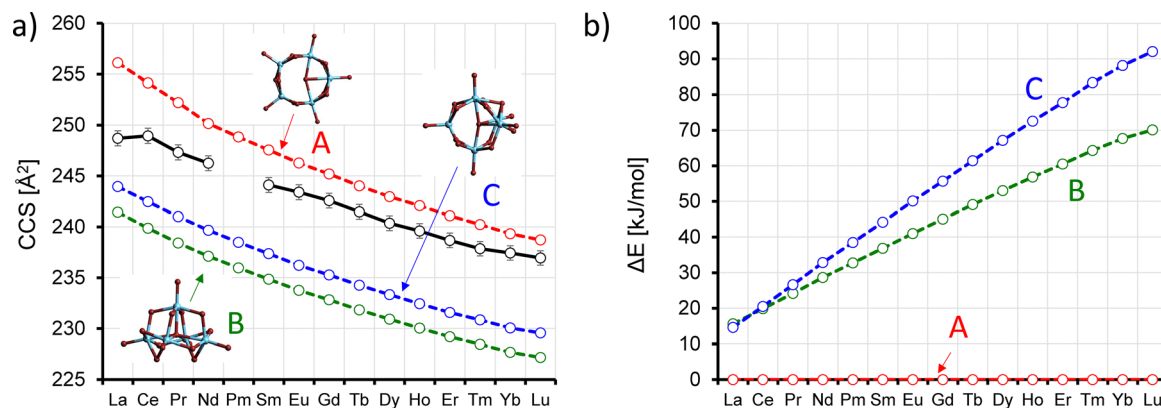 a)
CCS [Å²]
260
255
250
245
240
235
230
225
A
C
B
La Ce Pr Nd Pm Sm Eu Gd Tb Dy Ho Er Tm Yb Lu
b)
ΔE [kJ/mol]
100
90
80
70
60
50
40
30
20
10
0
C
B
A
La Ce Pr Nd Pm Sm Eu Gd Tb Dy Ho Er Tm Yb Lu